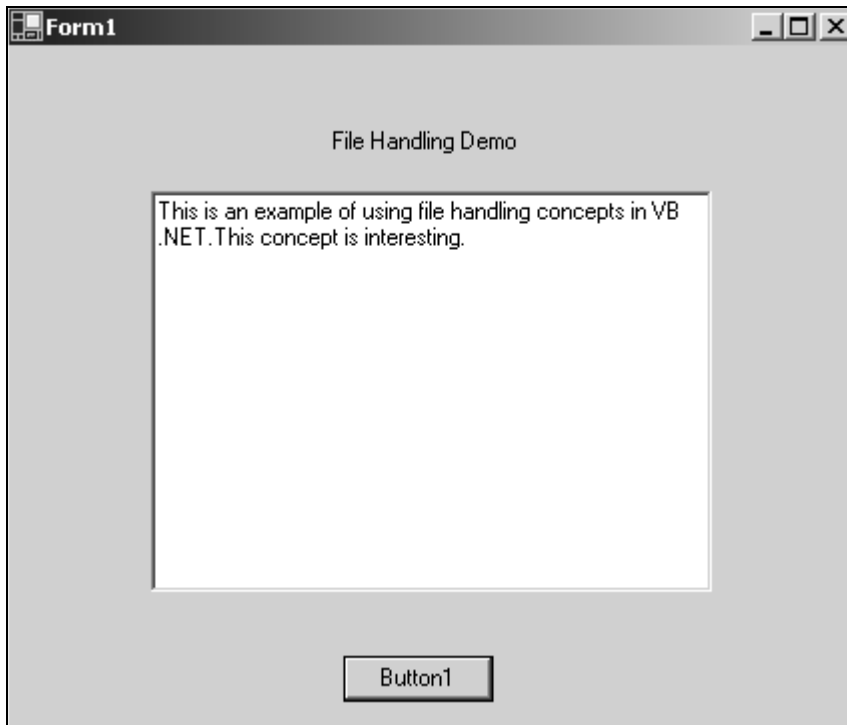 Form1
File Handling Demo
This is an example of using file handling concepts in VB
.NET.This concept is interesting.
Button1